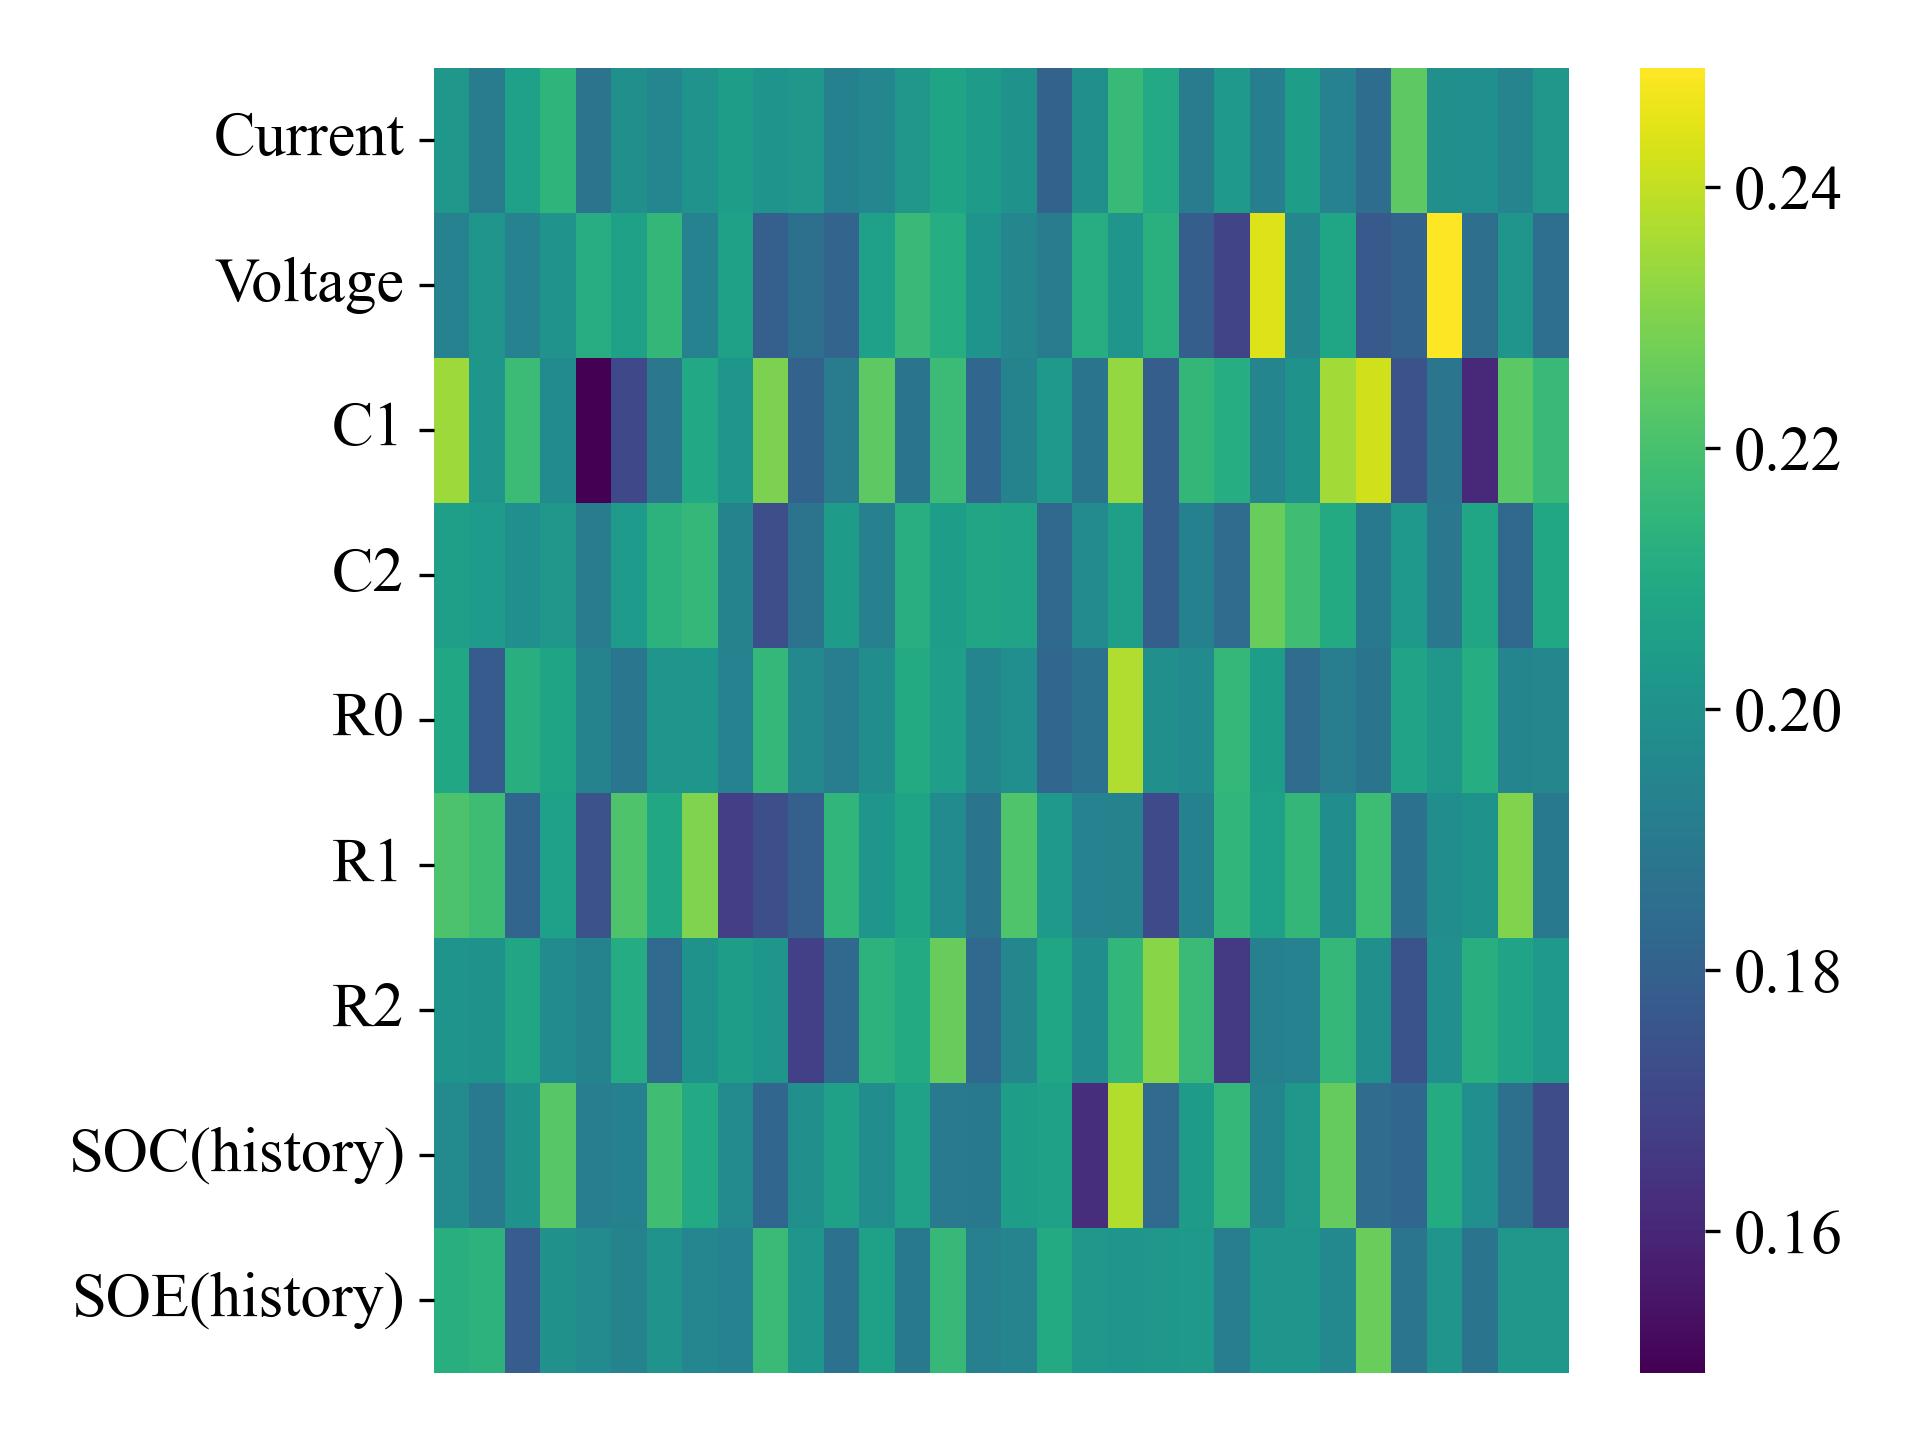 Current
Voltage
C1
C2
R0
R1
R2
SOC(history)
SOE(history)
0.24
0.22
0.20
0.18
0.16